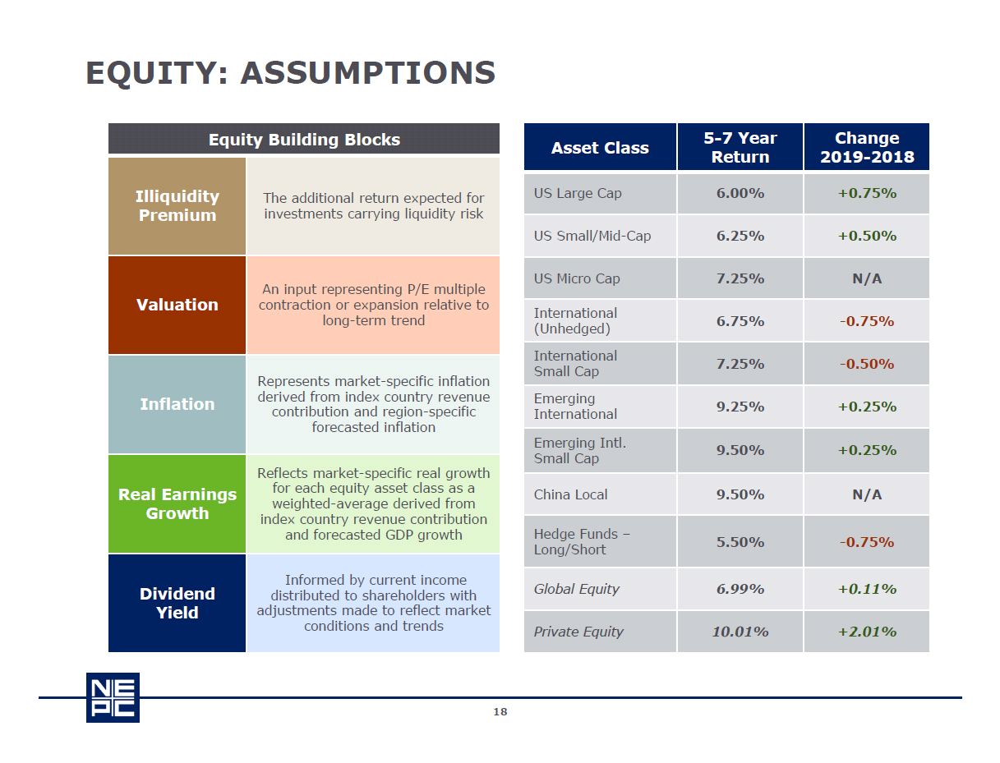 EQUITY: ASSUMPTIONS
Equity Building Blocks
Illiquidity
Premium
The additional return expected for
investments carrying liquidity risk
Valuation
An input representing P/E multiple
contraction or expansion relative to
long-term trend
Inflation
Represents market-specific inflation
derived from index country revenue
contribution and region-specific
forecasted inflation
Real Earnings
Growth
Reflects market-specific real growth
for each equity asset class as a
weighted-average derived from
index country revenue contribution
and forecasted GDP growth
Dividend
Yield
Informed by current income
distributed to shareholders with
adjustments made to reflect market
conditions and trends
Asset Class
5-7 Year
Return
Change
2019-2018
US Large Cap 6.00% +0.75%
US Small/Mid-Cap 6.25% +0.50%
US Micro Cap 7.25% N/A
International
(Unhedged) 6.75% -0.75%
International
Small Cap 7.25% -0.50%
Emerging
International 9.25% +0.25%
Emerging Intl.
Small Cap 9.50% +0.25%
China Local 9.50% N/A
Hedge Funds –
Long/Short 5.50% -0.75%
Global Equity 6.99% +0.11%
Private Equity 10.01% +2.01%
NE
PC
18